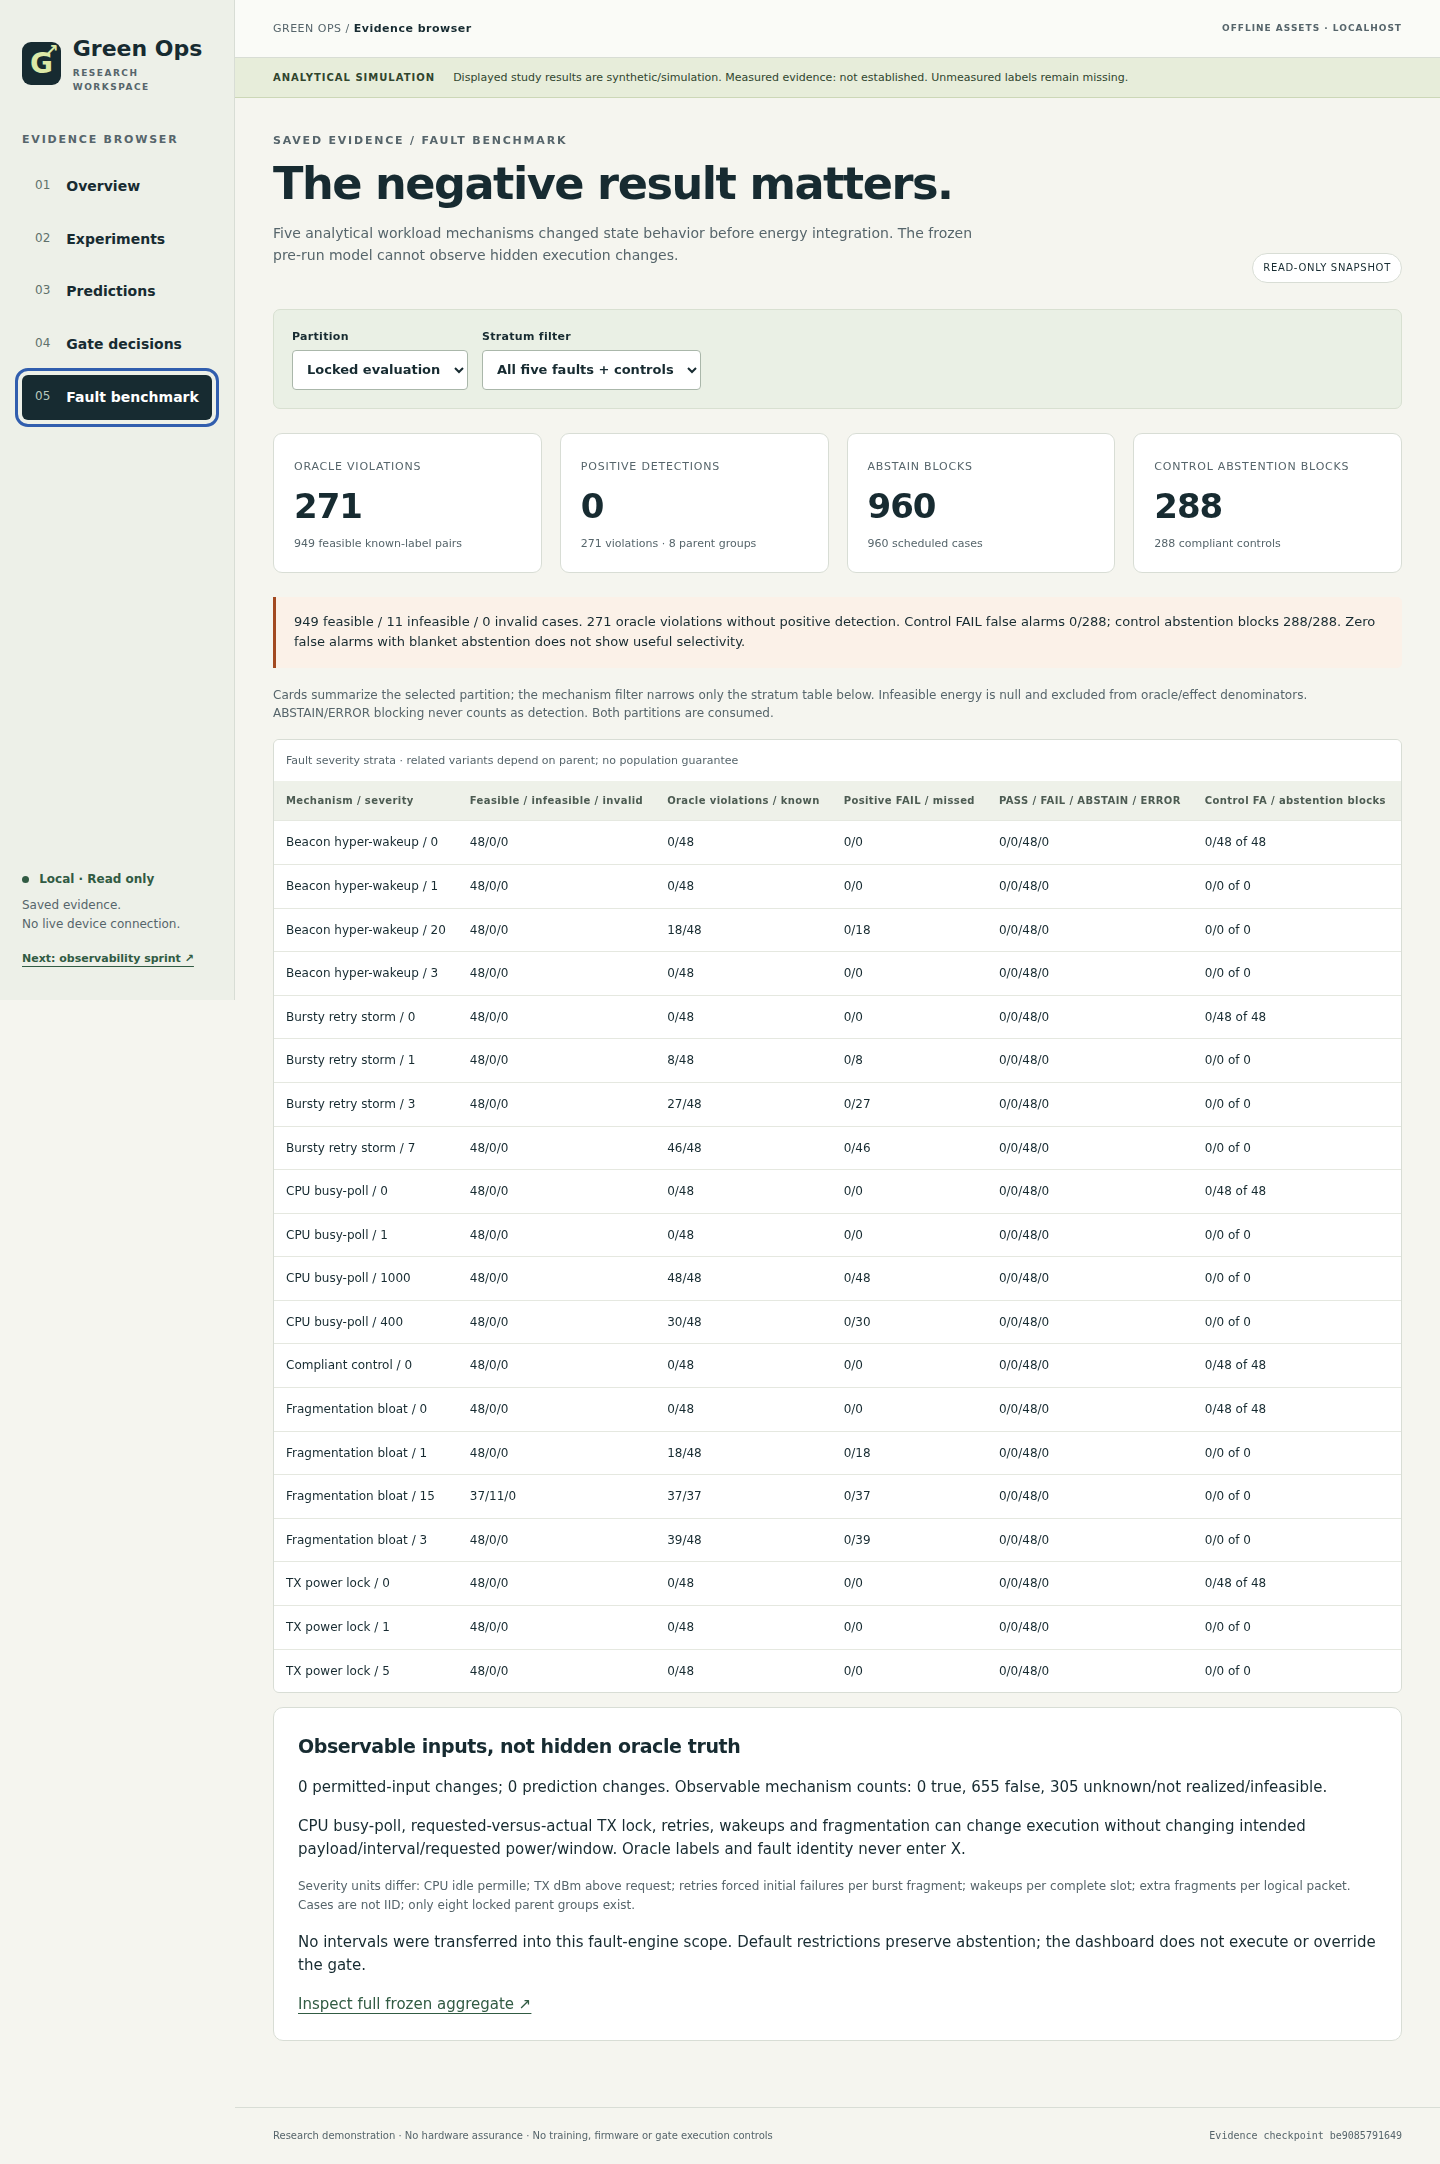 G↗
Green Ops
RESEARCH
WORKSPACE
EVIDENCE BROWSER
01 Overview
02 Experiments
03 Predictions
04 Gate decisions
05 Fault benchmark
Local · Read only
Saved evidence.
No live device connection.
Next: observability sprint ↗
GREEN OPS / Evidence browser
OFFLINE ASSETS · LOCALHOST
ANALYTICAL SIMULATION Displayed study results are synthetic/simulation. Measured evidence: not established. Unmeasured labels remain missing.
SAVED EVIDENCE / FAULT BENCHMARK
The negative result matters.
Five analytical workload mechanisms changed state behavior before energy integration. The frozen
pre-run model cannot observe hidden execution changes.
READ-ONLY SNAPSHOT
Partition Stratum filter
Locked evaluation All five faults + controls
ORACLE VIOLATIONS
271
949 feasible known-label pairs
POSITIVE DETECTIONS
0
271 violations · 8 parent groups
ABSTAIN BLOCKS
960
960 scheduled cases
CONTROL ABSTENTION BLOCKS
288
288 compliant controls
949 feasible / 11 infeasible / 0 invalid cases. 271 oracle violations without positive detection. Control FAIL false alarms 0/288; control abstention blocks 288/288. Zero
false alarms with blanket abstention does not show useful selectivity.
Cards summarize the selected partition; the mechanism filter narrows only the stratum table below. Infeasible energy is null and excluded from oracle/effect denominators.
ABSTAIN/ERROR blocking never counts as detection. Both partitions are consumed.
Fault severity strata · related variants depend on parent; no population guarantee
Mechanism / severity Feasible / infeasible / invalid Oracle violations / known Positive FAIL / missed PASS / FAIL / ABSTAIN / ERROR Control FA / abstention blocks
Beacon hyper-wakeup / 0 48/0/0 0/48 0/0 0/0/48/0 0/48 of 48
Beacon hyper-wakeup / 1 48/0/0 0/48 0/0 0/0/48/0 0/0 of 0
Beacon hyper-wakeup / 20 48/0/0 18/48 0/18 0/0/48/0 0/0 of 0
Beacon hyper-wakeup / 3 48/0/0 0/48 0/0 0/0/48/0 0/0 of 0
Bursty retry storm / 0 48/0/0 0/48 0/0 0/0/48/0 0/48 of 48
Bursty retry storm / 1 48/0/0 8/48 0/8 0/0/48/0 0/0 of 0
Bursty retry storm / 3 48/0/0 27/48 0/27 0/0/48/0 0/0 of 0
Bursty retry storm / 7 48/0/0 46/48 0/46 0/0/48/0 0/0 of 0
CPU busy-poll / 0 48/0/0 0/48 0/0 0/0/48/0 0/48 of 48
CPU busy-poll / 1 48/0/0 0/48 0/0 0/0/48/0 0/0 of 0
CPU busy-poll / 1000 48/0/0 48/48 0/48 0/0/48/0 0/0 of 0
CPU busy-poll / 400 48/0/0 30/48 0/30 0/0/48/0 0/0 of 0
Compliant control / 0 48/0/0 0/48 0/0 0/0/48/0 0/48 of 48
Fragmentation bloat / 0 48/0/0 0/48 0/0 0/0/48/0 0/48 of 48
Fragmentation bloat / 1 48/0/0 18/48 0/18 0/0/48/0 0/0 of 0
Fragmentation bloat / 15 37/11/0 37/37 0/37 0/0/48/0 0/0 of 0
Fragmentation bloat / 3 48/0/0 39/48 0/39 0/0/48/0 0/0 of 0
TX power lock / 0 48/0/0 0/48 0/0 0/0/48/0 0/48 of 48
TX power lock / 1 48/0/0 0/48 0/0 0/0/48/0 0/0 of 0
TX power lock / 5 48/0/0 0/48 0/0 0/0/48/0 0/0 of 0
Observable inputs, not hidden oracle truth
0 permitted-input changes; 0 prediction changes. Observable mechanism counts: 0 true, 655 false, 305 unknown/not realized/infeasible.
CPU busy-poll, requested-versus-actual TX lock, retries, wakeups and fragmentation can change execution without changing intended
payload/interval/requested power/window. Oracle labels and fault identity never enter X.
Severity units differ: CPU idle permille; TX dBm above request; retries forced initial failures per burst fragment; wakeups per complete slot; extra fragments per logical packet.
Cases are not IID; only eight locked parent groups exist.
No intervals were transferred into this fault-engine scope. Default restrictions preserve abstention; the dashboard does not execute or override
the gate.
Inspect full frozen aggregate ↗
Research demonstration · No hardware assurance · No training, firmware or gate execution controls
Evidence checkpoint be9085791649